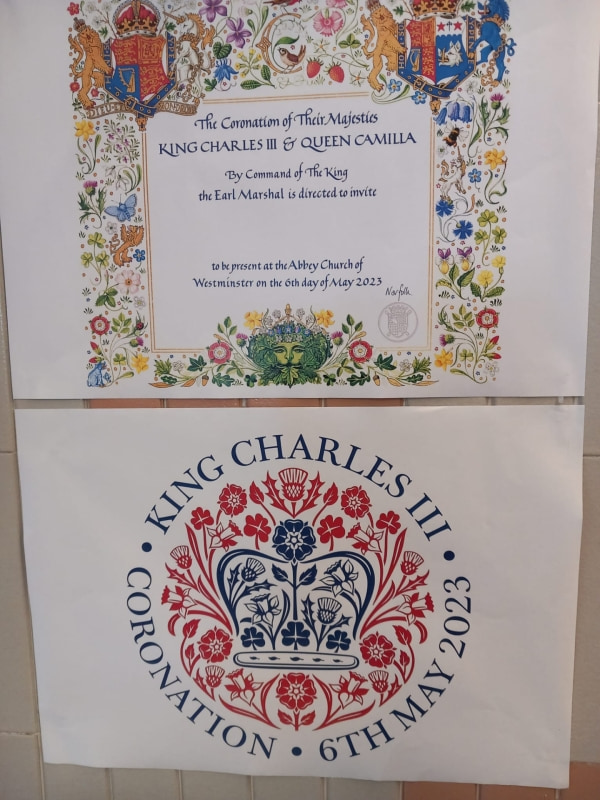 The Coronation of Their Majesties
KING CHARLES III & QUEEN CAMILLA
By Command of The King
the Earl Marshal is directed to invite
to be present at the Abbey Church of
Westminster on the 6th day of May 2023
Norfolk
KING CHARLES III
• CORONATION • 6TH MAY 2023 •